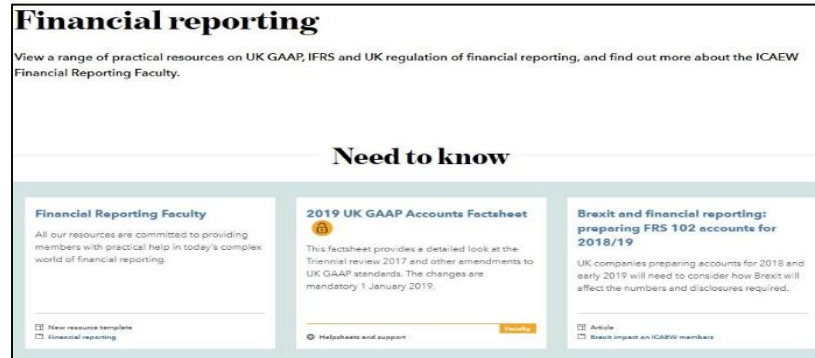 Financial reporting
View a range of practical resources on UK GAAP, IFRS and UK regulation of financial reporting, and find out more about the ICAEW
Financial Reporting Faculty.
Need to know
Financial Reporting Faculty
All our resources are committed to providing
members with practical help in today's complex
world of financial reporting.
New resource template
Financial reporting
2019 UK GAAP Accounts Factsheet
This factsheet provides a detailed look at the
Triennial review 2017 and other amendments to
UK GAAP standards. The changes are
mandatory 1 January 2019.
Faculty
Helpsheets and support
Brexit and financial reporting:
preparing FRS 102 accounts for
2018/19
UK companies preparing accounts for 2018 and
early 2019 will need to consider how Brexit will
affect the numbers and disclosures required.
Article
Brexit impact on ICAEW members